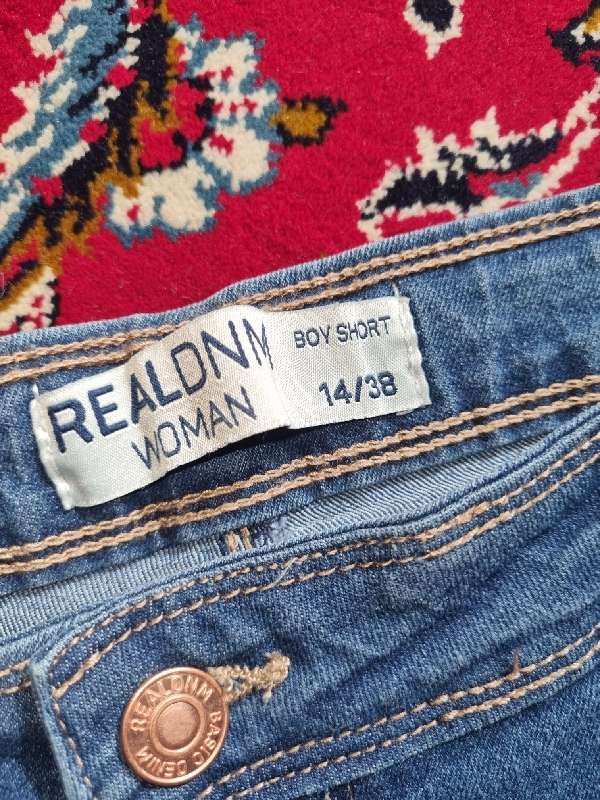 REALDNM
WOMAN
BOY SHORT
14/38
REALDNM
BASIC DENIM